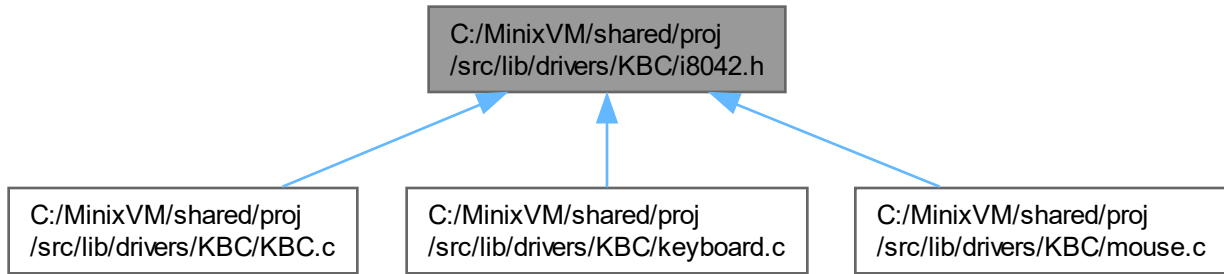 C:/MinixVM/shared/proj
/src/lib/drivers/KBC/i8042.h
C:/MinixVM/shared/proj
/src/lib/drivers/KBC/KBC.c
C:/MinixVM/shared/proj
/src/lib/drivers/KBC/keyboard.c
C:/MinixVM/shared/proj
/src/lib/drivers/KBC/mouse.c